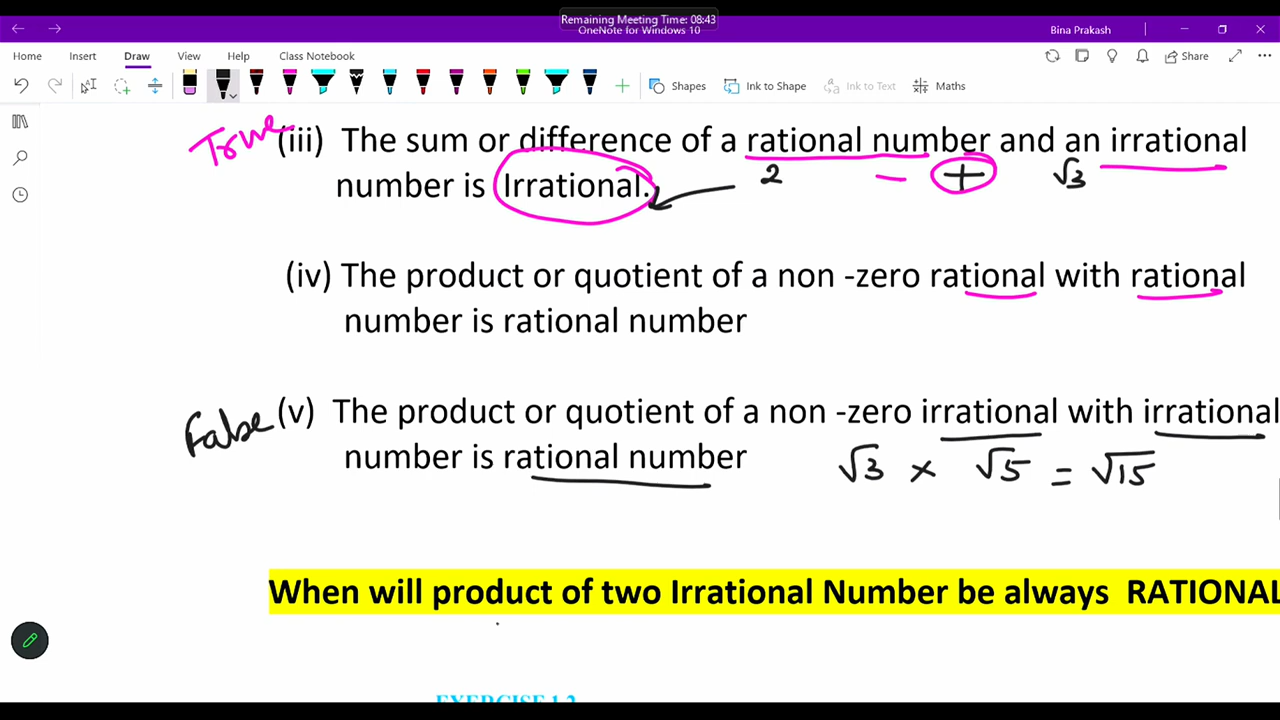 Remaining Meeting Time: 08:43
OneNote for Windows 10
Bina Prakash
Home Insert Draw View Help Class Notebook
Share
Shapes Ink to Shape Ink to Text Maths
True (iii) The sum or difference of a rational number and an irrational
number is Irrational. 2 − + √3
(iv) The product or quotient of a non -zero rational with rational
number is rational number
False (v) The product or quotient of a non -zero irrational with irrational
number is rational number √3 × √5 = √15
When will product of two Irrational Number be always RATIONAL
EXERCISE 1.2